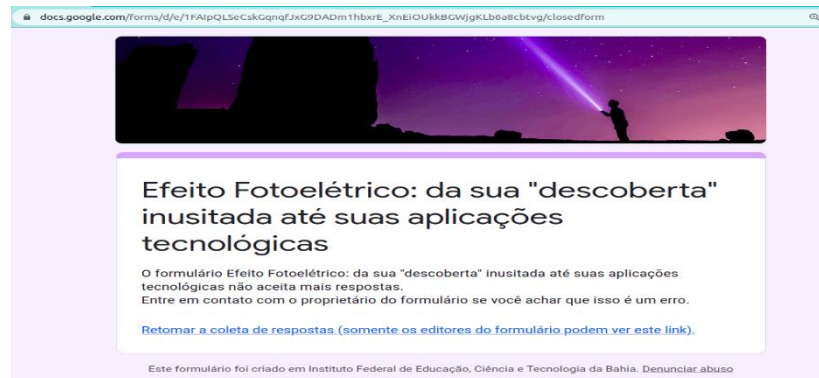 docs.google.com/forms/d/e/1FAIpQLSeCskGqnqfJxG9DADm1hbxrE_XnEiOUkkBGWjgKLb6a8cbtvg/closedform
Efeito Fotoelétrico: da sua "descoberta"
inusitada até suas aplicações
tecnológicas
O formulário Efeito Fotoelétrico: da sua "descoberta" inusitada até suas aplicações
tecnológicas não aceita mais respostas.
Entre em contato com o proprietário do formulário se você achar que isso é um erro.
Retomar a coleta de respostas (somente os editores do formulário podem ver este link).
Este formulário foi criado em Instituto Federal de Educação, Ciência e Tecnologia da Bahia. Denunciar abuso